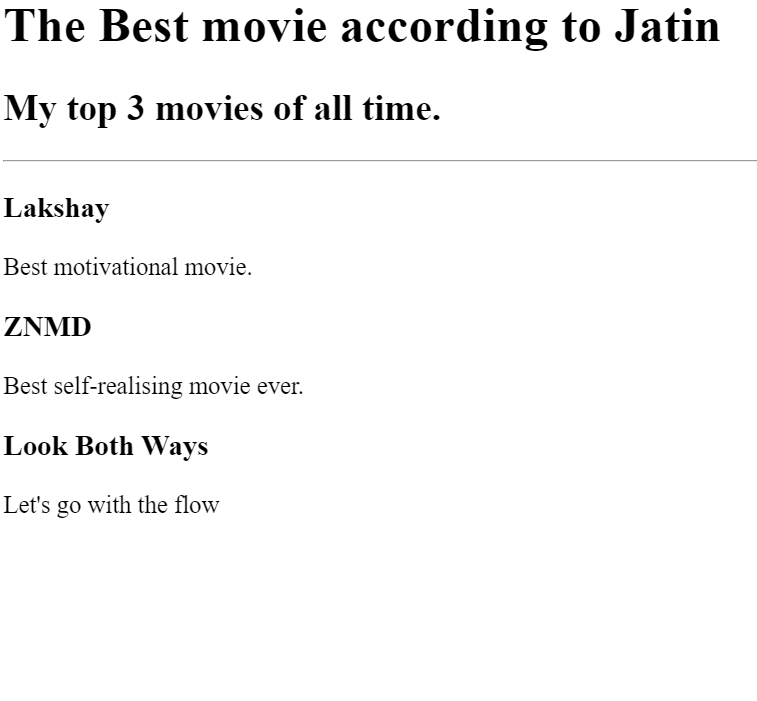 The Best movie according to Jatin
My top 3 movies of all time.
Lakshay
Best motivational movie.
ZNMD
Best self-realising movie ever.
Look Both Ways
Let's go with the flow